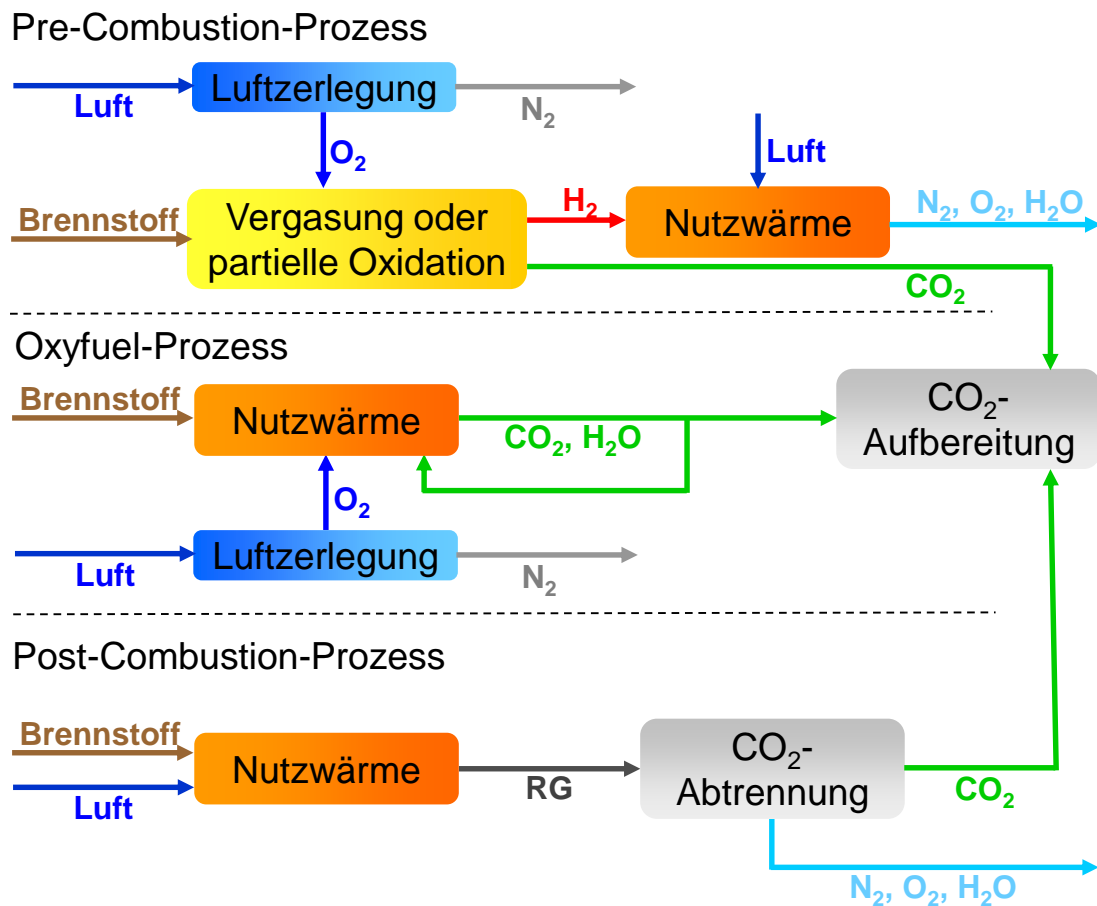 Pre-Combustion-Prozess
Luftzerlegung
Luft
N₂
O₂
Luft
Brennstoff
Vergasung oder
partielle Oxidation
H₂
Nutzwärme
N₂, O₂, H₂O
CO₂
Oxyfuel-Prozess
Brennstoff
Nutzwärme
CO₂, H₂O
CO₂-
Aufbereitung
O₂
Luft
Luftzerlegung
N₂
Post-Combustion-Prozess
Brennstoff
Luft
Nutzwärme
RG
CO₂-
Abtrennung
CO₂
N₂, O₂, H₂O